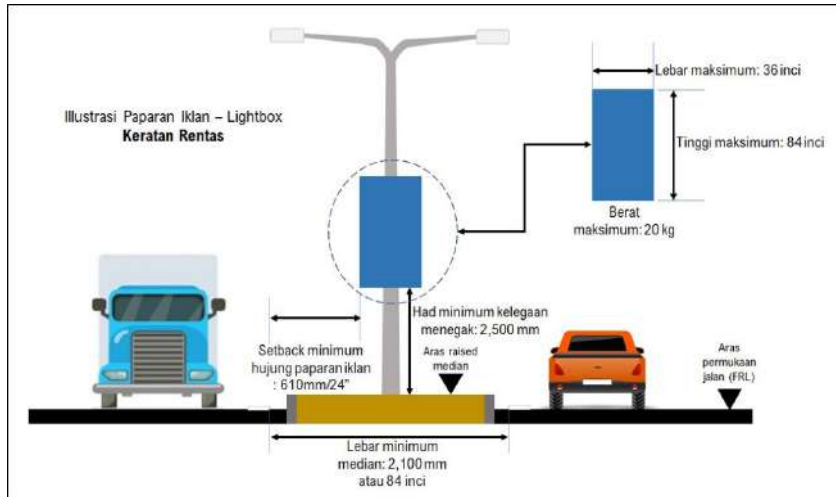 Illustrasi Paparan Iklan – Lightbox
Keratan Rentas
Lebar maksimum: 36 inci
Tinggi maksimum: 84 inci
Berat
maksimum: 20 kg
Had minimum kelegaan
menegak: 2,500 mm
Setback minimum
hujung paparan iklan
: 610mm/24"
Aras raised
median
Aras
permukaan
jalan (FRL)
Lebar minimum
median: 2,100 mm
atau 84 inci